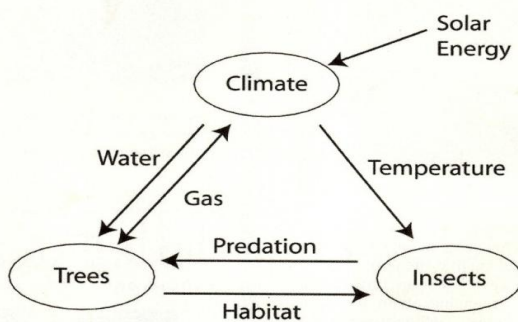 Solar
Energy
Climate
Water
Temperature
Gas
Predation
Trees
Insects
Habitat